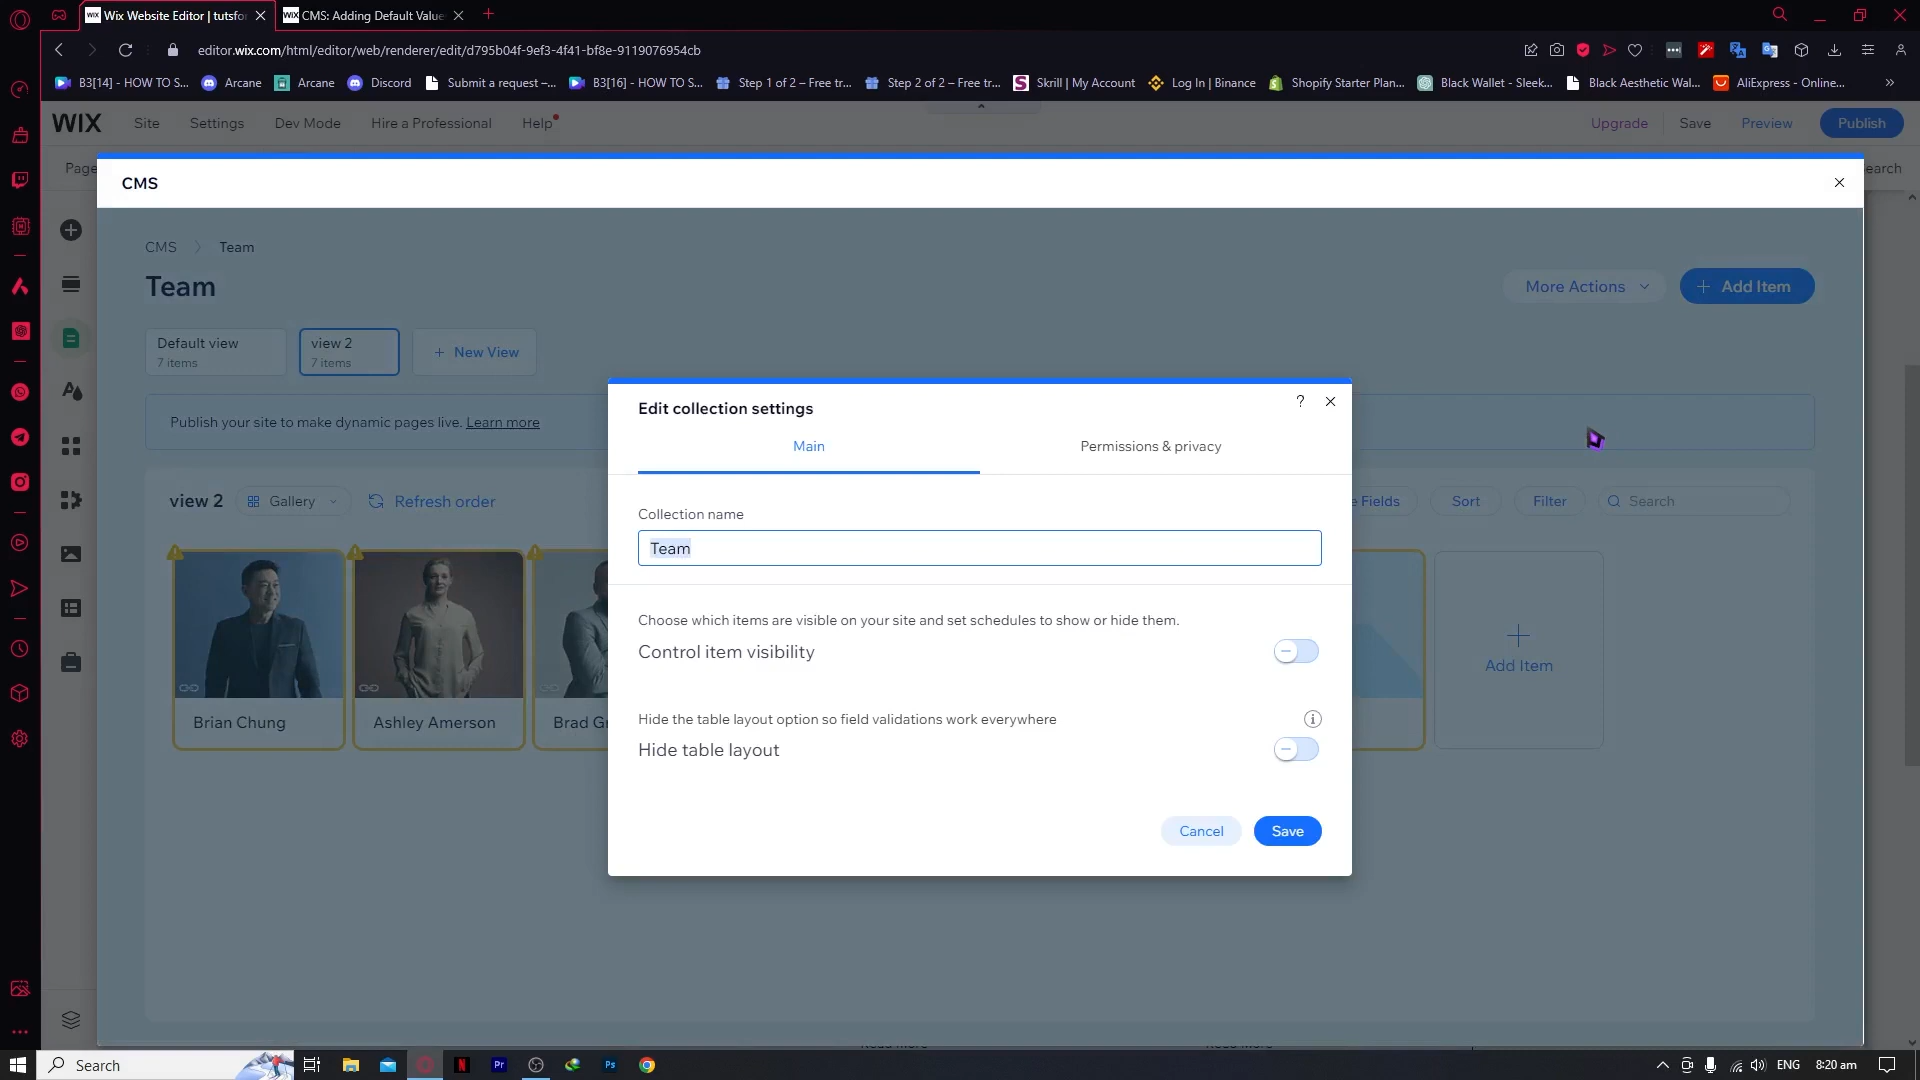 Wix Website Editor | tutsfor
WiX CMS: Adding Default Value
editor.wix.com/html/editor/web/renderer/edit/d795b04f-9ef3-4f41-bf8e-9119076954cb
B3[14] - HOW TO S... Arcane Arcane Discord Submit a request –... B3[16] - HOW TO S... Step 1 of 2 – Free tr... Step 2 of 2 – Free tr... Skrill | My Account Log In | Binance Shopify Starter Plan... Black Wallet - Sleek... Black Aesthetic Wal... AliExpress - Online...
WIX Site Settings Dev Mode Hire a Professional Help Upgrade Save Preview Publish
Page earch
CMS
CMS Team
Team
More Actions
+ Add Item
Default view
7 items
view 2
7 items
+ New View
Publish your site to make dynamic pages live. Learn more
view 2 Gallery Refresh order e Fields Sort Filter Search
Brian Chung
Ashley Amerson
Brad Gr
Add Item
Edit collection settings
?
Main
Permissions & privacy
Collection name
Team
Choose which items are visible on your site and set schedules to show or hide them.
Control item visibility
Hide the table layout option so field validations work everywhere
Hide table layout
Cancel
Save
Search
Pr
Ps
ENG
8:20 am